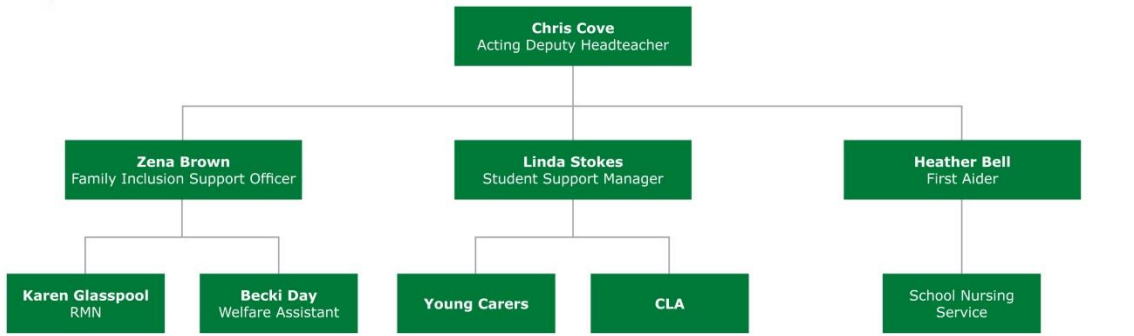 Chris Cove
Acting Deputy Headteacher
Zena Brown
Family Inclusion Support Officer
Linda Stokes
Student Support Manager
Heather Bell
First Aider
Karen Glasspool
RMN
Becki Day
Welfare Assistant
Young Carers
CLA
School Nursing
Service